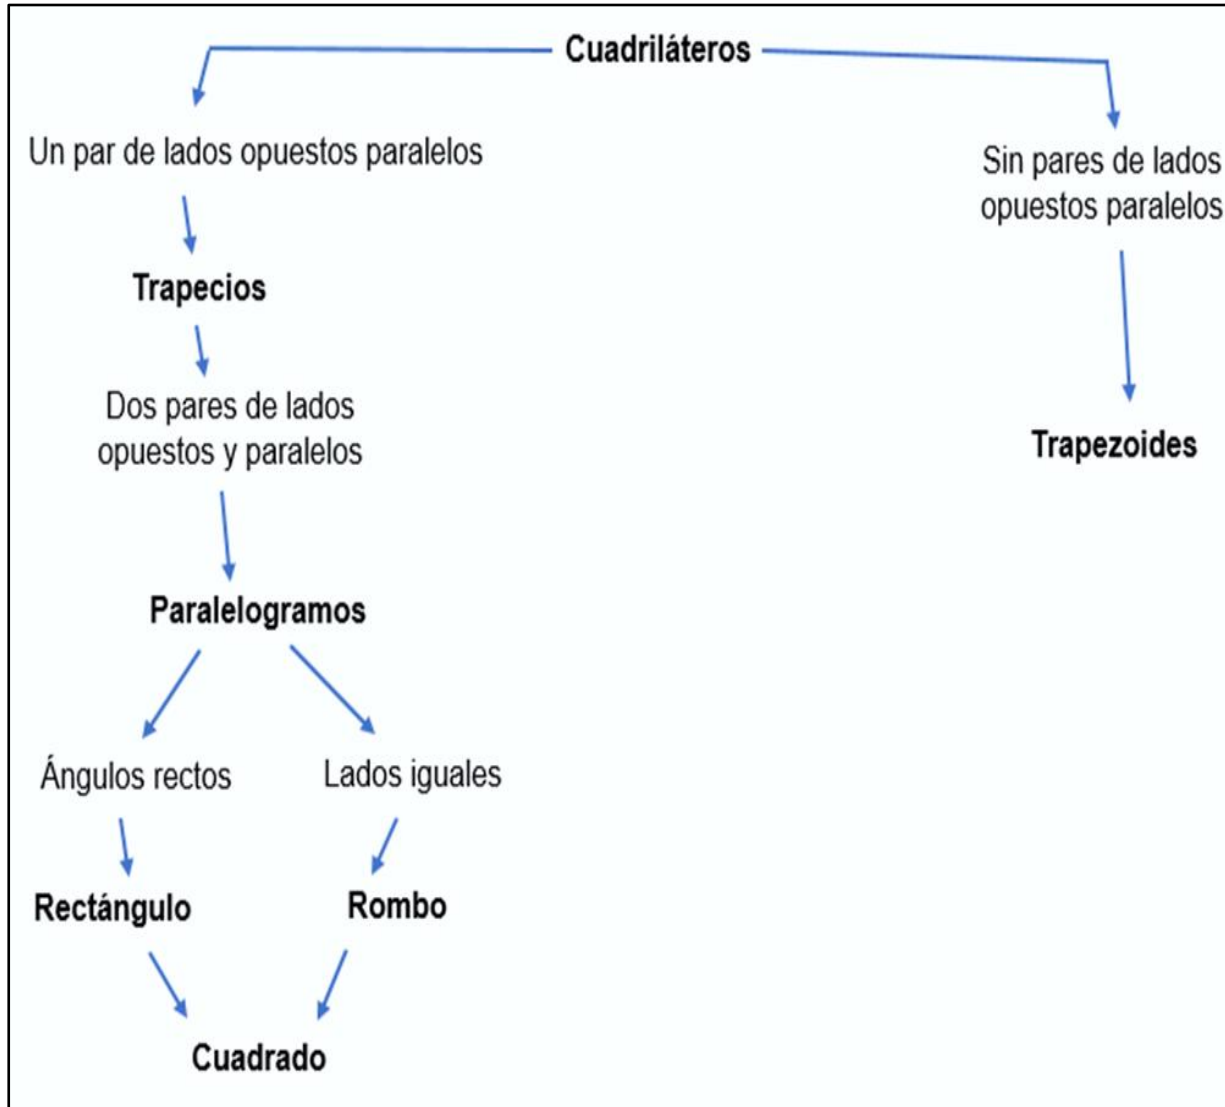 Cuadriláteros
Un par de lados opuestos paralelos
Sin pares de lados
opuestos paralelos
Trapecios
Dos pares de lados
opuestos y paralelos
Trapezoides
Paralelogramos
Ángulos rectos
Lados iguales
Rectángulo
Rombo
Cuadrado